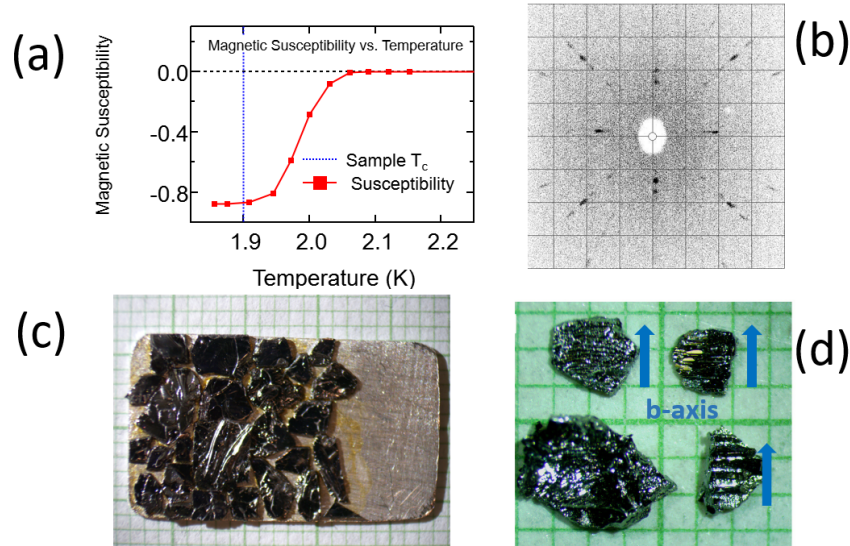 (a)
Magnetic Susceptibility vs. Temperature
Magnetic Susceptibility
0.0
-0.4
-0.8
Sample Tc
Susceptibility
1.9 2.0 2.1 2.2
Temperature (K)
(b)
(c)
(d)
b-axis